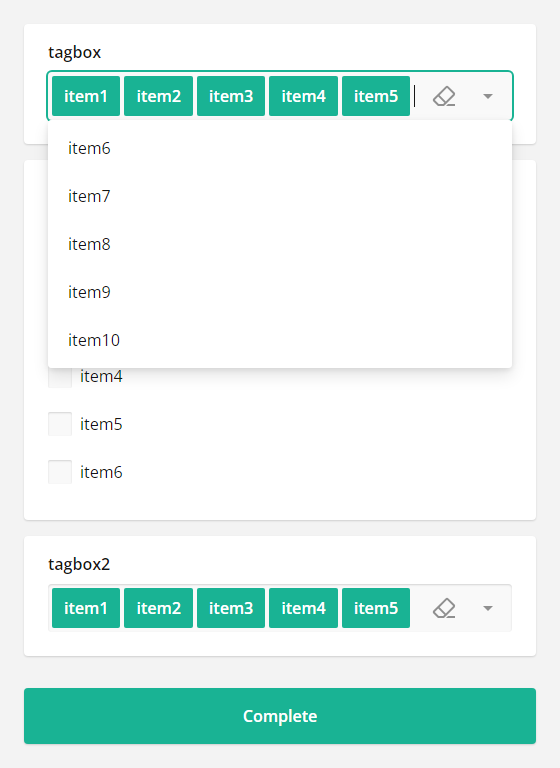 tagbox
item1 item2 item3 item4 item5
item6
item7
item8
item9
item10
item4
item5
item6
tagbox2
item1 item2 item3 item4 item5
Complete